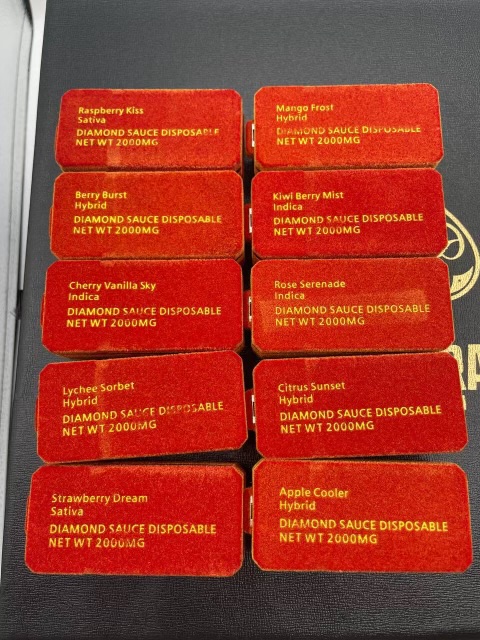 Raspberry Kiss
Sativa
DIAMOND SAUCE DISPOSABLE
NET WT 2000MG
Mango Frost
Hybrid
DIAMOND SAUCE DISPOSABLE
NET WT 2000MG
Berry Burst
Hybrid
DIAMOND SAUCE DISPOSABLE
NET WT 2000MG
Kiwi Berry Mist
Indica
DIAMOND SAUCE DISPOSABLE
NET WT 2000MG
Cherry Vanilla Sky
Indica
DIAMOND SAUCE DISPOSABLE
NET WT 2000MG
Rose Serenade
Indica
DIAMOND SAUCE DISPOSABLE
NET WT 2000MG
Lychee Sorbet
Hybrid
DIAMOND SAUCE DISPOSABLE
NET WT 2000MG
Citrus Sunset
Hybrid
DIAMOND SAUCE DISPOSABLE
NET WT 2000MG
Strawberry Dream
Sativa
DIAMOND SAUCE DISPOSABLE
NET WT 2000MG
Apple Cooler
Hybrid
DIAMOND SAUCE DISPOSABLE
NET WT 2000MG